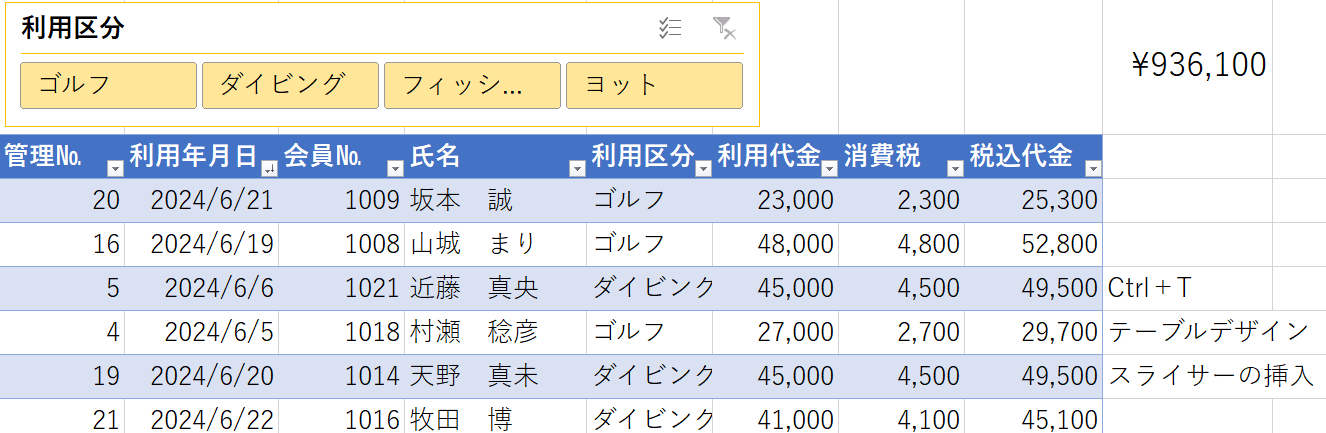 利用区分
ゴルフ ダイビング フィッシ... ヨット
¥936,100
管理№ 利用年月日 会員№ 氏名 利用区分 利用代金 消費税 税込代金
20 2024/6/21 1009 坂本　誠 ゴルフ 23,000 2,300 25,300
16 2024/6/19 1008 山城　まり ゴルフ 48,000 4,800 52,800
5 2024/6/6 1021 近藤　真央 ダイビング 45,000 4,500 49,500 Ctrl＋T
4 2024/6/5 1018 村瀬　稔彦 ゴルフ 27,000 2,700 29,700 テーブルデザイン
19 2024/6/20 1014 天野　真未 ダイビング 45,000 4,500 49,500 スライサーの挿入
21 2024/6/22 1016 牧田　博 ダイビング 41,000 4,100 45,100